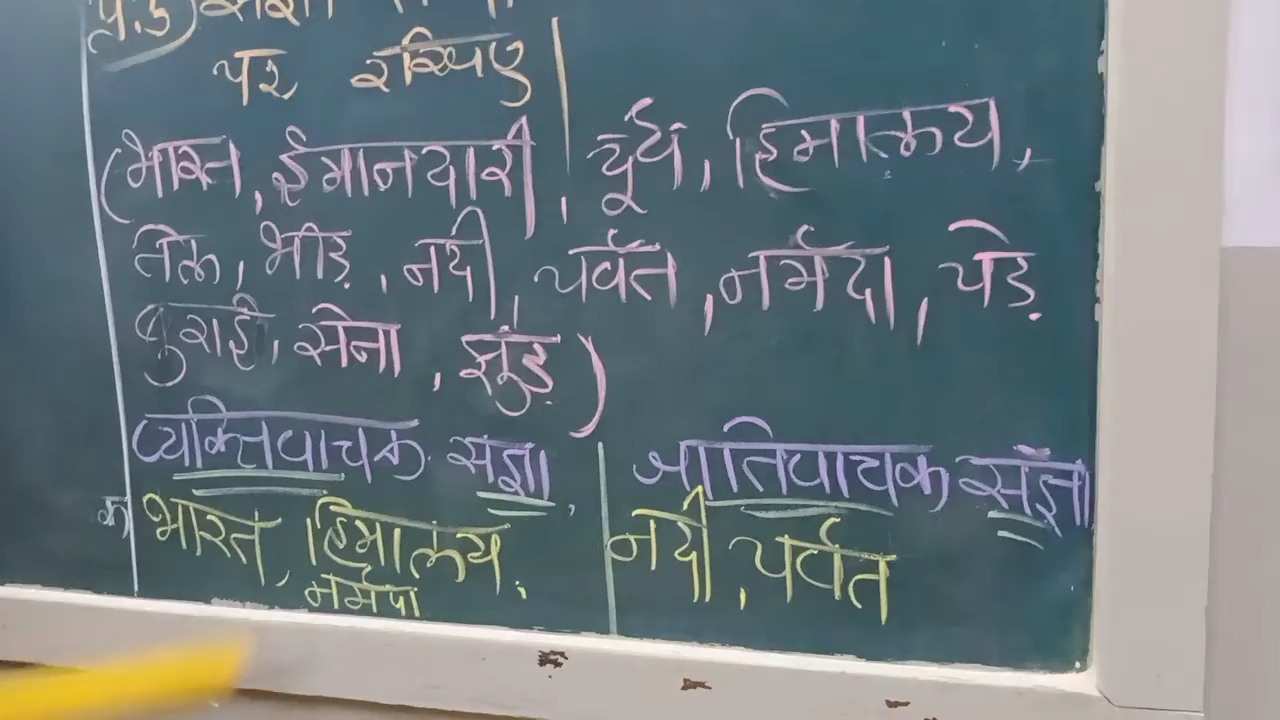 प्र.3) संज्ञा
पर रखिए
(भारत, ईमानदारी, दूध, हिमालय,
तेल, भीड़, नदी, पर्वत, नर्मदा, पेड़
बुराई, सेना, झुंड)
व्यक्तिवाचक संज्ञा जातिवाचक संज्ञा
क) भारत, हिमालय, नदी, पर्वत
नर्मदा